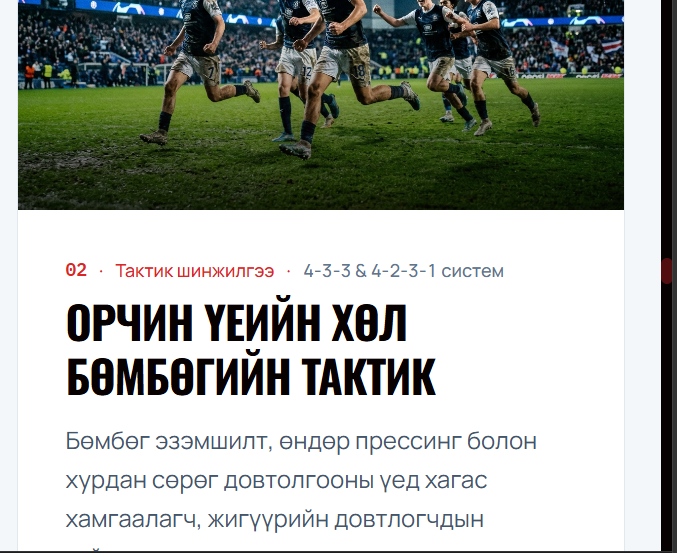 02 · Тактик шинжилгээ · 4-3-3 & 4-2-3-1 систем
ОРЧИН ҮЕИЙН ХӨЛ
БӨМБӨГИЙН ТАКТИК
Бөмбөг эзэмшилт, өндөр прессинг болон
хурдан сөрөг довтолгооны үед хагас
хамгаалагч, жигүүрийн довтлогчдын